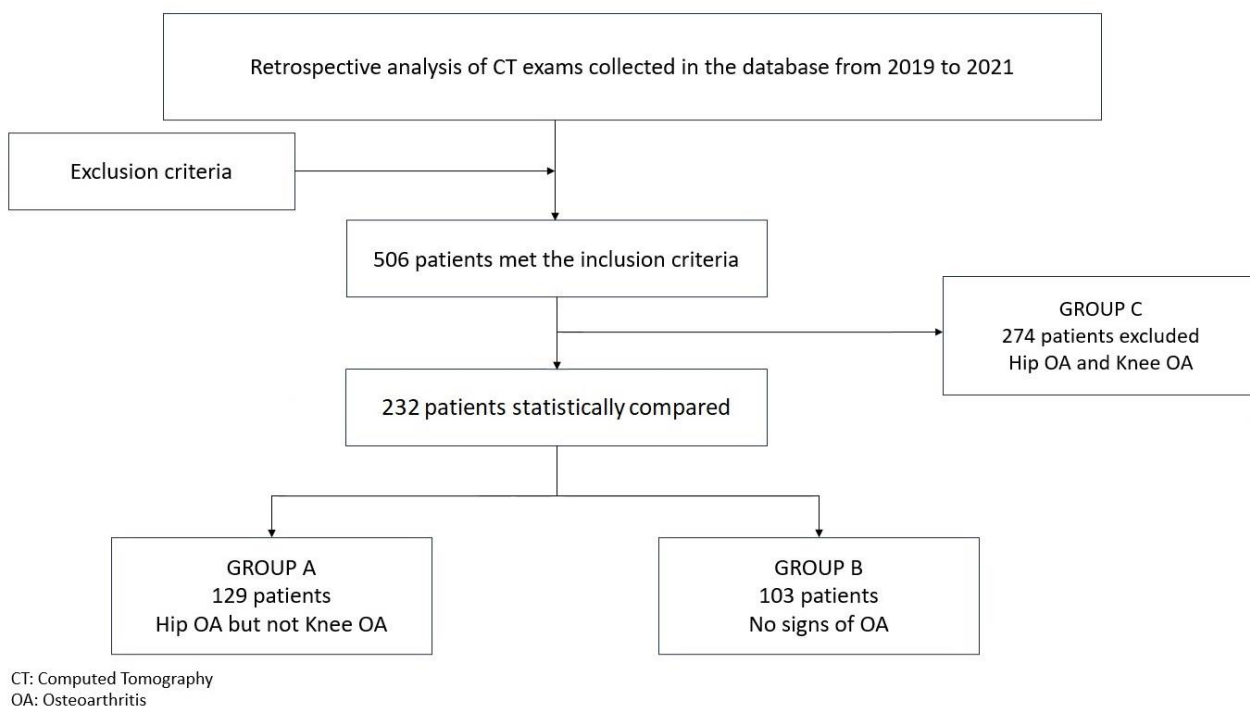 Retrospective analysis of CT exams collected in the database from 2019 to 2021
Exclusion criteria
506 patients met the inclusion criteria
GROUP C
274 patients excluded
Hip OA and Knee OA
232 patients statistically compared
GROUP A
129 patients
Hip OA but not Knee OA
GROUP B
103 patients
No signs of OA
CT: Computed Tomography
OA: Osteoarthritis